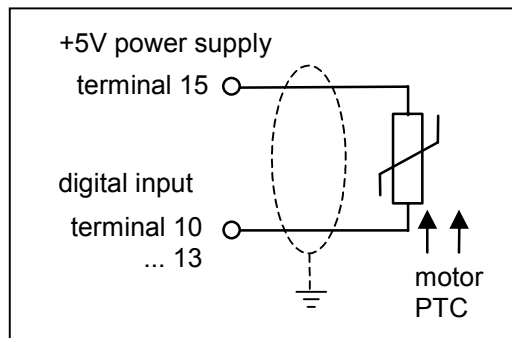 +5V power supply
terminal 15
digital input
terminal 10
... 13
motor
PTC